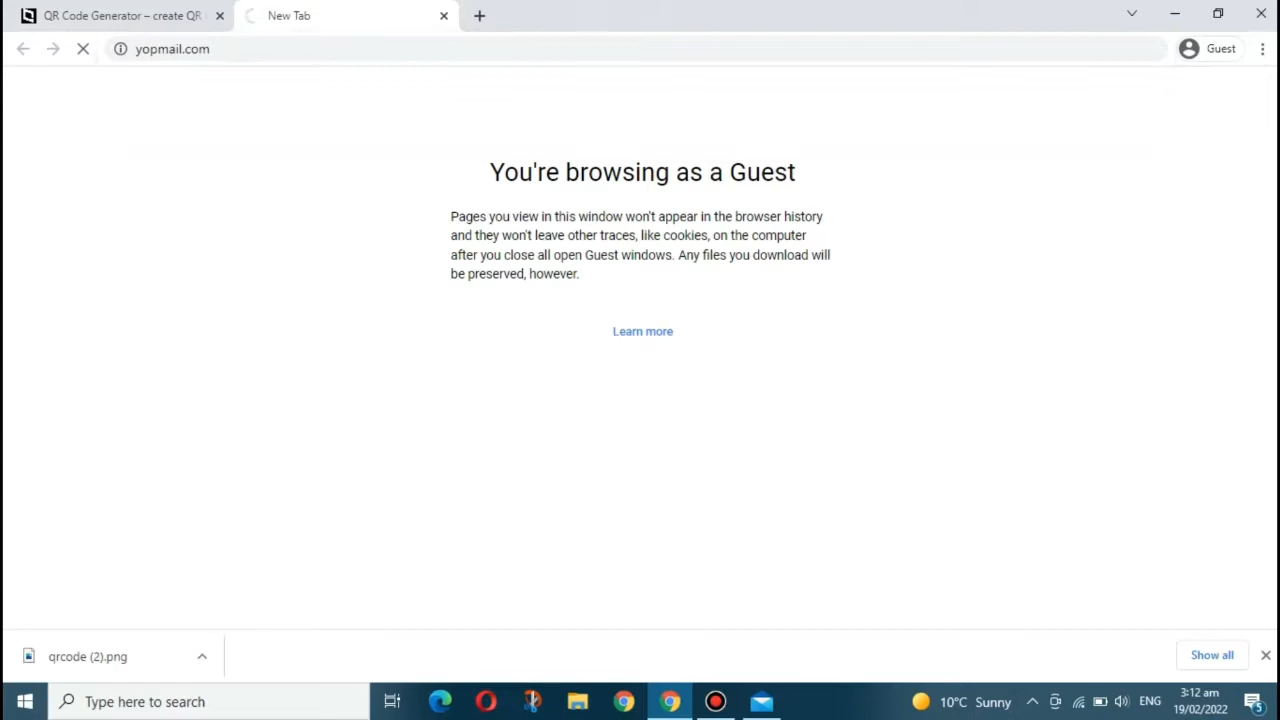 QR Code Generator – create QR
New Tab
yopmail.com
Guest
You're browsing as a Guest
Pages you view in this window won't appear in the browser history
and they won't leave other traces, like cookies, on the computer
after you close all open Guest windows. Any files you download will
be preserved, however.
Learn more
qrcode (2).png
Show all
Type here to search
10°C Sunny
ENG
3:12 am
19/02/2022
5